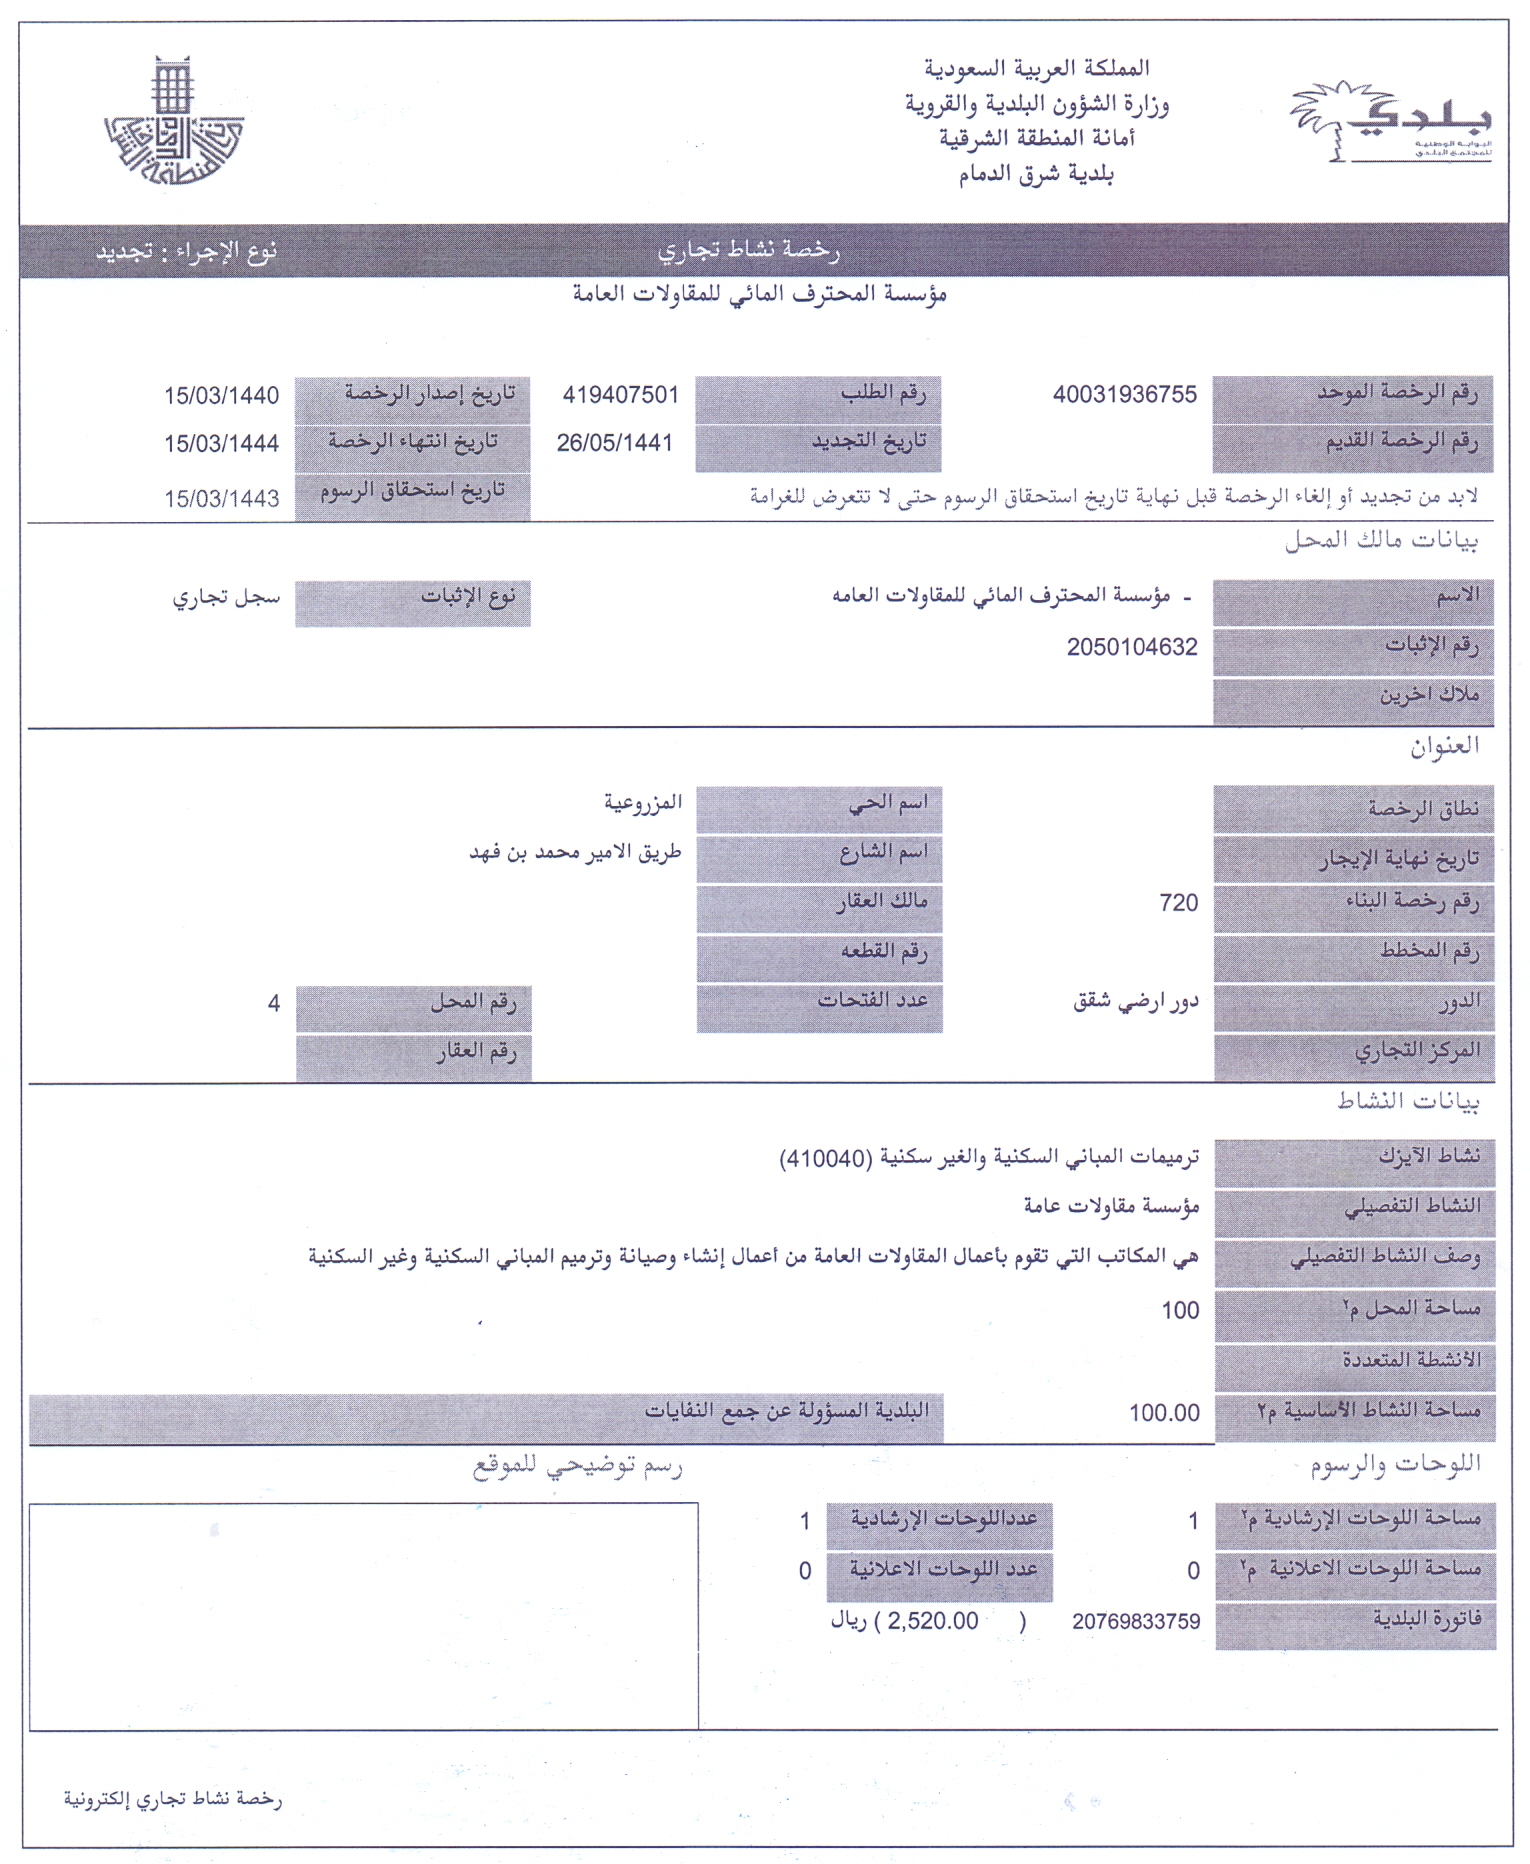 بلدي
البوابة الوطنية
للمجتمع البلدي
المملكة العربية السعودية
وزارة الشؤون البلدية والقروية
أمانة المنطقة الشرقية
بلدية شرق الدمام
رخصة نشاط تجاري نوع الإجراء : تجديد
مؤسسة المحترف المائي للمقاولات العامة
رقم الرخصة الموحد 40031936755 رقم الطلب 419407501 تاريخ إصدار الرخصة 15/03/1440
رقم الرخصة القديم تاريخ التجديد 26/05/1441 تاريخ انتهاء الرخصة 15/03/1444
لابد من تجديد أو إلغاء الرخصة قبل نهاية تاريخ استحقاق الرسوم حتى لا تتعرض للغرامة تاريخ استحقاق الرسوم 15/03/1443
بيانات مالك المحل
الاسم - مؤسسة المحترف المائي للمقاولات العامه نوع الإثبات سجل تجاري
رقم الإثبات 2050104632
ملاك اخرين
العنوان
نطاق الرخصة اسم الحي المزروعية
تاريخ نهاية الإيجار اسم الشارع طريق الامير محمد بن فهد
رقم رخصة البناء 720 مالك العقار
رقم المخطط رقم القطعه
الدور دور ارضي شقق عدد الفتحات رقم المحل 4
المركز التجاري رقم العقار
بيانات النشاط
نشاط الآيزك ترميمات المباني السكنية والغير سكنية (410040)
النشاط التفصيلي مؤسسة مقاولات عامة
وصف النشاط التفصيلي هي المكاتب التي تقوم بأعمال المقاولات العامة من أعمال إنشاء وصيانة وترميم المباني السكنية وغير السكنية
مساحة المحل م٢ 100
الأنشطة المتعددة
مساحة النشاط الأساسية م٢ 100.00 البلدية المسؤولة عن جمع النفايات
اللوحات والرسوم رسم توضيحي للموقع
مساحة اللوحات الإرشادية م٢ 1 عدداللوحات الإرشادية 1
مساحة اللوحات الاعلانية م٢ 0 عدد اللوحات الاعلانية 0
فاتورة البلدية 20769833759 ( 2,520.00 ) ريال
رخصة نشاط تجاري إلكترونية